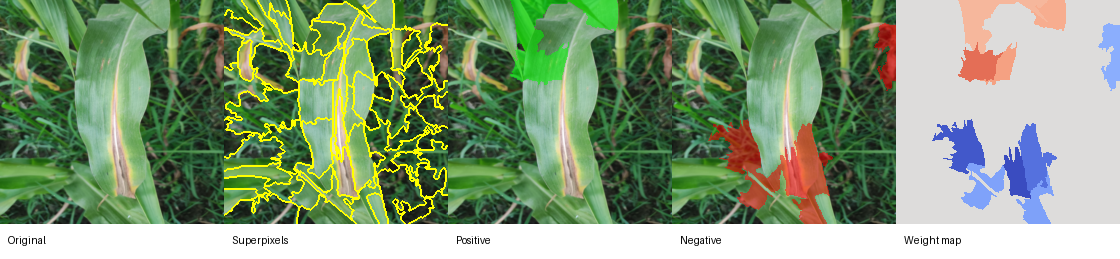 Original
Superpixels
Positive
Negative
Weight map